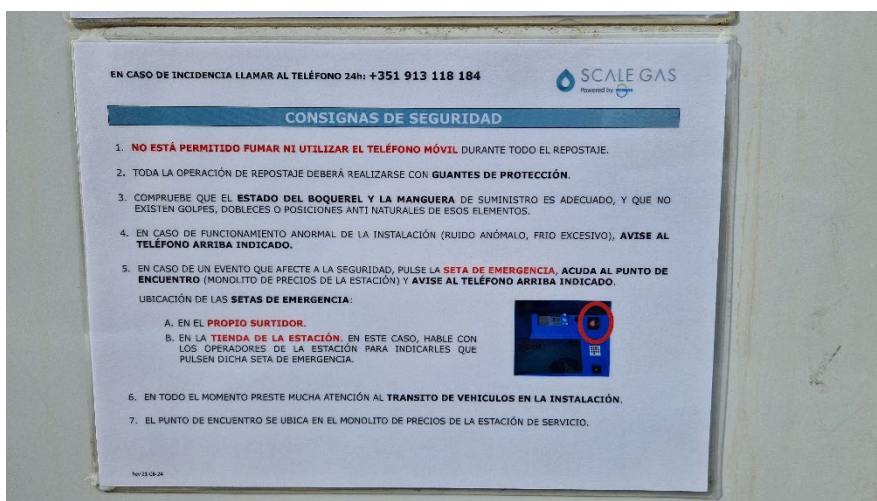 EN CASO DE INCIDENCIA LLAMAR AL TELÉFONO 24h: +351 913 118 184
SCALE GAS
Powered by
CONSIGNAS DE SEGURIDAD
1. NO ESTÁ PERMITIDO FUMAR NI UTILIZAR EL TELÉFONO MÓVIL DURANTE TODO EL REPOSTAJE.
2. TODA LA OPERACIÓN DE REPOSTAJE DEBERÁ REALIZARSE CON GUANTES DE PROTECCIÓN.
3. COMPRUEBE QUE EL ESTADO DEL BOQUEREL Y LA MANGUERA DE SUMINISTRO ES ADECUADO, Y QUE NO
EXISTEN GOLPES, DOBLECES O POSICIONES ANTI NATURALES DE ESOS ELEMENTOS.
4. EN CASO DE FUNCIONAMIENTO ANORMAL DE LA INSTALACIÓN (RUIDO ANÓMALO, FRIO EXCESIVO), AVISE AL
TELÉFONO ARRIBA INDICADO.
5. EN CASO DE UN EVENTO QUE AFECTE A LA SEGURIDAD, PULSE LA SETA DE EMERGENCIA, ACUDA AL PUNTO DE
ENCUENTRO (MONOLITO DE PRECIOS DE LA ESTACIÓN) Y AVISE AL TELÉFONO ARRIBA INDICADO.
UBICACIÓN DE LAS SETAS DE EMERGENCIA:
A. EN EL PROPIO SURTIDOR.
B. EN LA TIENDA DE LA ESTACIÓN. EN ESTE CASO, HABLE CON
LOS OPERADORES DE LA ESTACIÓN PARA INDICARLES QUE
PULSEN DICHA SETA DE EMERGENCIA.
6. EN TODO EL MOMENTO PRESTE MUCHA ATENCIÓN AL TRANSITO DE VEHICULOS EN LA INSTALACIÓN.
7. EL PUNTO DE ENCUENTRO SE UBICA EN EL MONOLITO DE PRECIOS DE LA ESTACIÓN DE SERVICIO.